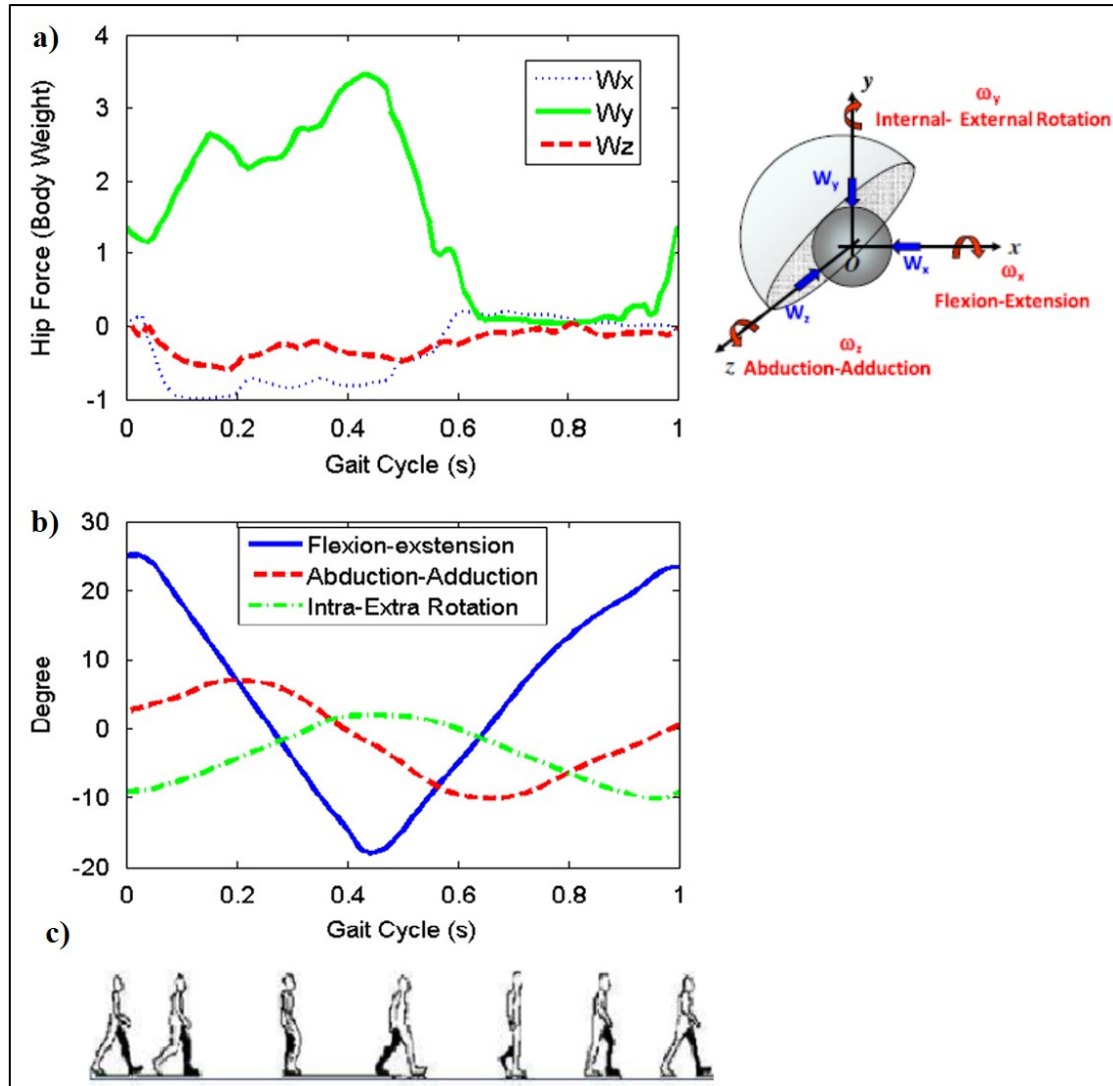 a)
4
3
2
1
0
-1
Hip Force (Body Weight)
Wx
Wy
Wz
0 0.2 0.4 0.6 0.8 1
Gait Cycle (s)
y
ωy
Internal- External Rotation
Wy
O
Wx
x
ωx
Flexion-Extension
Wz
ωz
z Abduction-Adduction
b)
30
20
10
0
-10
-20
Degree
Flexion-exstension
Abduction-Adduction
Intra-Extra Rotation
0 0.2 0.4 0.6 0.8 1
Gait Cycle (s)
c)